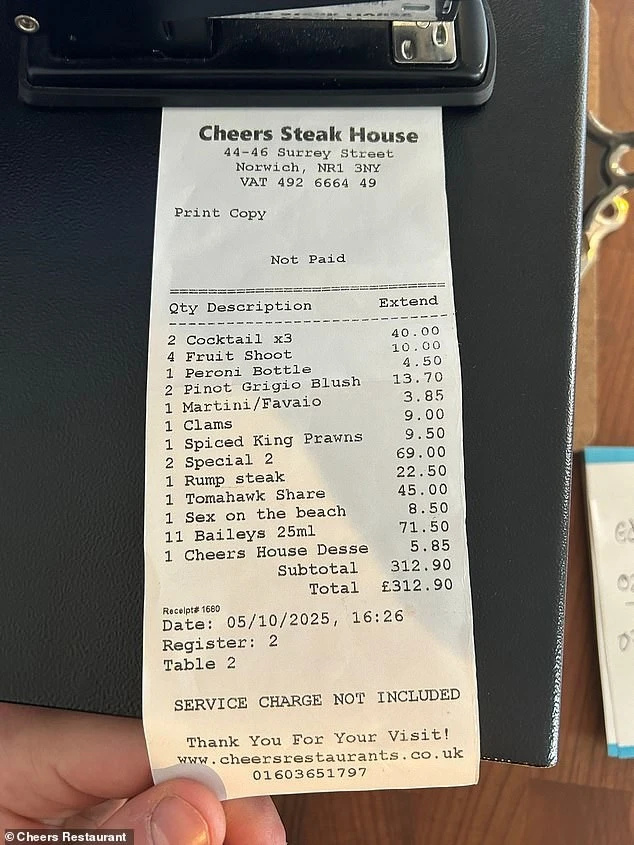 Cheers Steak House
44-46 Surrey Street
Norwich, NR1 3NY
VAT 492 6664 49
Print Copy
Not Paid
Qty Description Extend
2 Cocktail x3 40.00
4 Fruit Shoot 10.00
1 Peroni Bottle 4.50
2 Pinot Grigio Blush 13.70
1 Martini/Favaio 3.85
1 Clams 9.00
1 Spiced King Prawns 9.50
2 Special 2 69.00
1 Rump steak 22.50
1 Tomahawk Share 45.00
1 Sex on the beach 8.50
11 Baileys 25ml 71.50
1 Cheers House Desse 5.85
Subtotal 312.90
Total £312.90
Receipt# 1680
Date: 05/10/2025, 16:26
Register: 2
Table 2
SERVICE CHARGE NOT INCLUDED
Thank You For Your Visit!
www.cheersrestaurants.co.uk
01603651797
©Cheers Restaurant